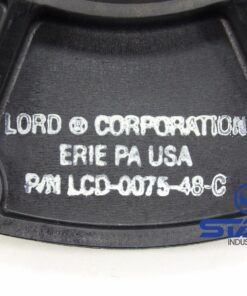 LORD ® CORPORATION
ERIE PA USA
P/N LCD-0075-48-C